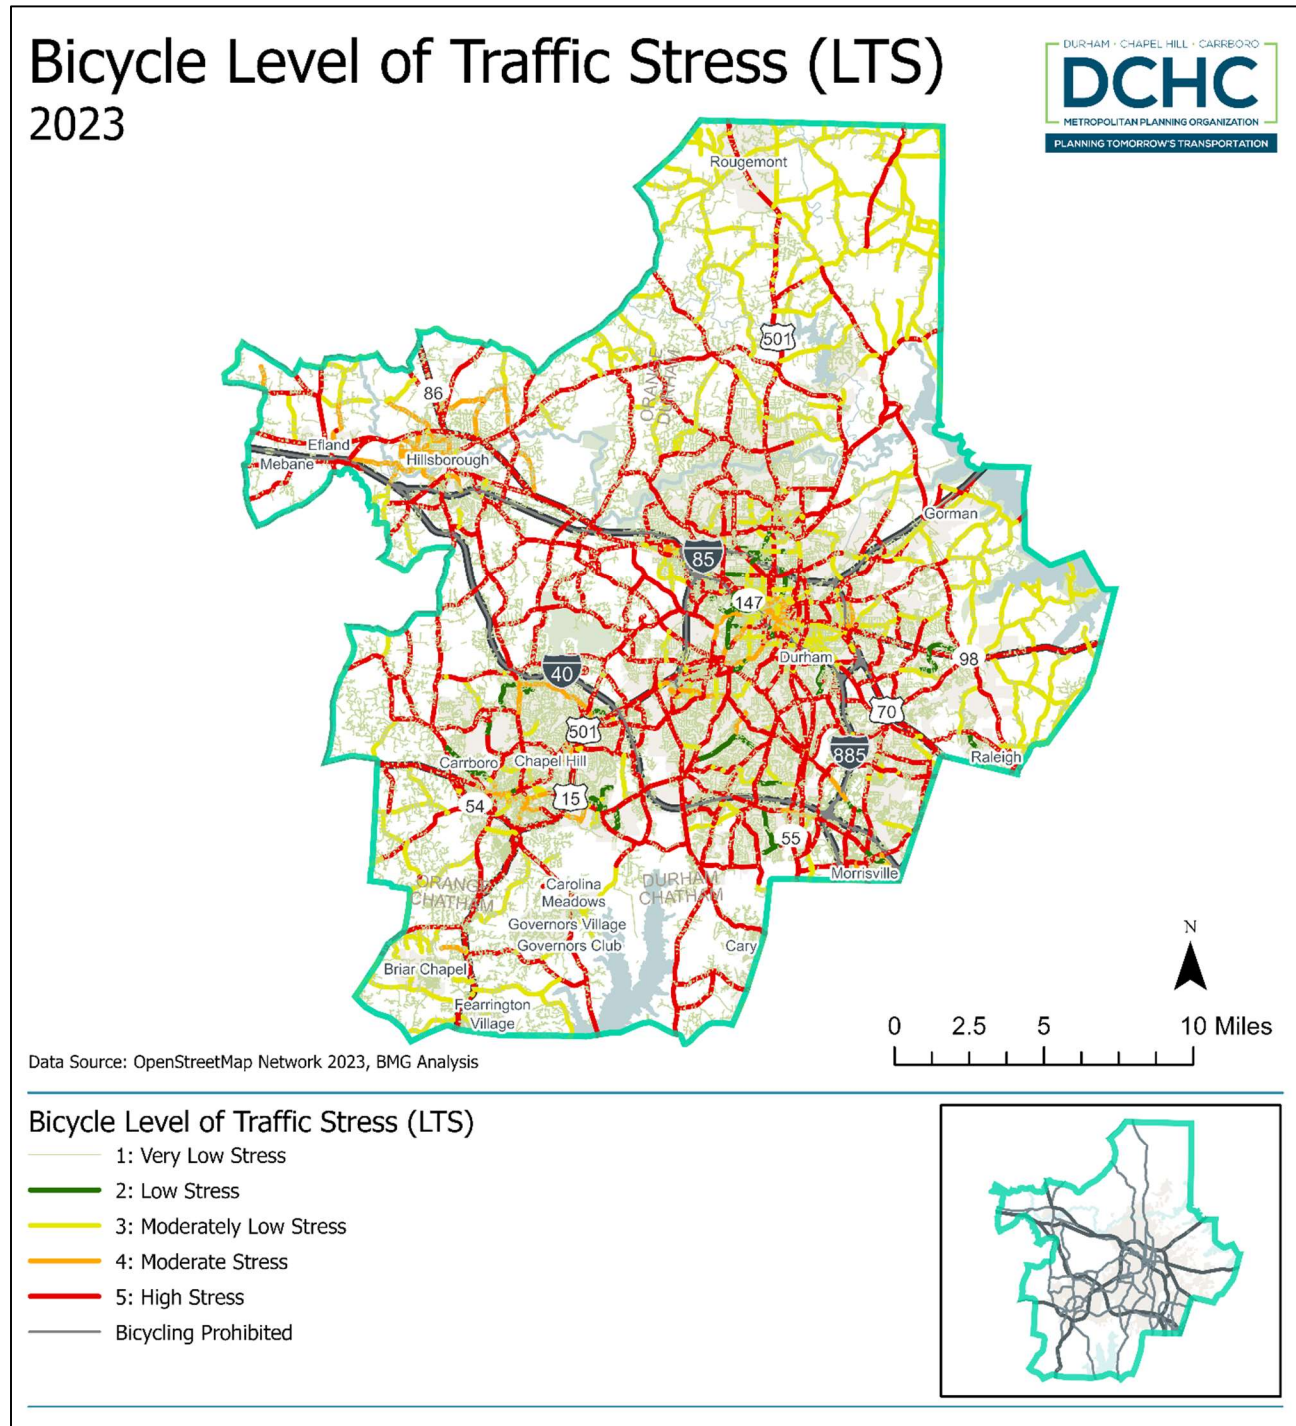 Bicycle Level of Traffic Stress (LTS)
2023
DURHAM · CHAPEL HILL · CARRBORO
DCHC
METROPOLITAN PLANNING ORGANIZATION
PLANNING TOMORROW'S TRANSPORTATION
Rougemont
501
ORANGE
DURHAM
86
Efland
Mebane
Hillsborough
Gorman
85
147
Durham
98
40
501
70
885
Raleigh
Carrboro
Chapel Hill
54
15
55
Morrisville
ORANGE
CHATHAM
DURHAM
CHATHAM
Carolina
Meadows
Governors Village
Governors Club
Cary
Briar Chapel
Fearrington
Village
N
0 2.5 5 10 Miles
Data Source: OpenStreetMap Network 2023, BMG Analysis
Bicycle Level of Traffic Stress (LTS)
1: Very Low Stress
2: Low Stress
3: Moderately Low Stress
4: Moderate Stress
5: High Stress
Bicycling Prohibited